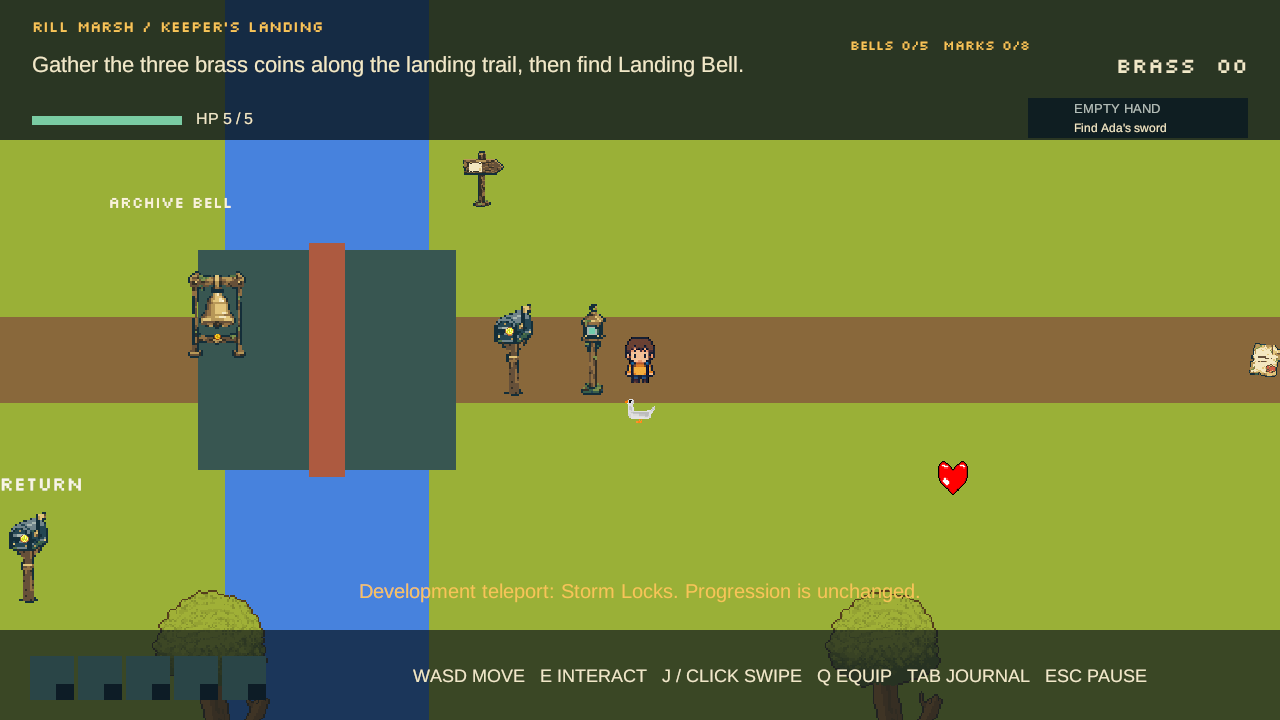 RILL MARSH / KEEPER'S LANDING
BELLS 0/5 MARKS 0/8
Gather the three brass coins along the landing trail, then find Landing Bell.
BRASS 00
HP 5 / 5
EMPTY HAND
Find Ada's sword
ARCHIVE BELL
RETURN
Development teleport: Storm Locks. Progression is unchanged.
WASD MOVE E INTERACT J / CLICK SWIPE Q EQUIP TAB JOURNAL ESC PAUSE